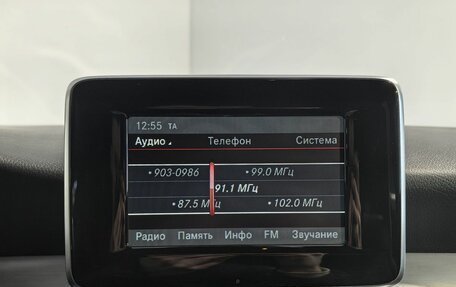 12:55 TA
Аудио Телефон Система
•903-0986 •99.0 МГц
91.1 МГц
•87.5 МГц •102.0 МГц
Радио Память Инфо FM Звучание